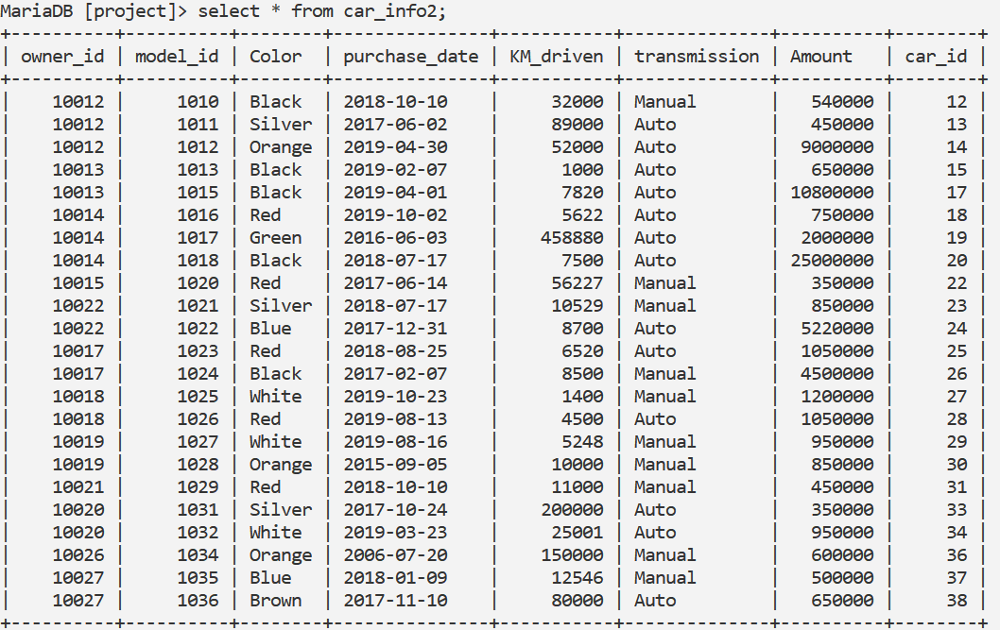 MariaDB [project]> select * from car_info2;
+----------+----------+--------+---------------+-----------+--------------+----------+--------+
| owner_id | model_id | Color  | purchase_date | KM_driven | transmission | Amount   | car_id |
+----------+----------+--------+---------------+-----------+--------------+----------+--------+
|    10012 |     1010 | Black  | 2018-10-10    |     32000 | Manual       |   540000 |     12 |
|    10012 |     1011 | Silver | 2017-06-02    |     89000 | Auto         |   450000 |     13 |
|    10012 |     1012 | Orange | 2019-04-30    |     52000 | Auto         |  9000000 |     14 |
|    10013 |     1013 | Black  | 2019-02-07    |      1000 | Auto         |   650000 |     15 |
|    10013 |     1015 | Black  | 2019-04-01    |      7820 | Auto         | 10800000 |     17 |
|    10014 |     1016 | Red    | 2019-10-02    |      5622 | Auto         |   750000 |     18 |
|    10014 |     1017 | Green  | 2016-06-03    |    458880 | Auto         |  2000000 |     19 |
|    10014 |     1018 | Black  | 2018-07-17    |      7500 | Auto         | 25000000 |     20 |
|    10015 |     1020 | Red    | 2017-06-14    |     56227 | Manual       |   350000 |     22 |
|    10022 |     1021 | Silver | 2018-07-17    |     10529 | Manual       |   850000 |     23 |
|    10022 |     1022 | Blue   | 2017-12-31    |      8700 | Auto         |  5220000 |     24 |
|    10017 |     1023 | Red    | 2018-08-25    |      6520 | Auto         |  1050000 |     25 |
|    10017 |     1024 | Black  | 2017-02-07    |      8500 | Manual       |  4500000 |     26 |
|    10018 |     1025 | White  | 2019-10-23    |      1400 | Manual       |  1200000 |     27 |
|    10018 |     1026 | Red    | 2019-08-13    |      4500 | Auto         |  1050000 |     28 |
|    10019 |     1027 | White  | 2019-08-16    |      5248 | Manual       |   950000 |     29 |
|    10019 |     1028 | Orange | 2015-09-05    |     10000 | Manual       |   850000 |     30 |
|    10021 |     1029 | Red    | 2018-10-10    |     11000 | Manual       |   450000 |     31 |
|    10020 |     1031 | Silver | 2017-10-24    |    200000 | Auto         |   350000 |     33 |
|    10020 |     1032 | White  | 2019-03-23    |     25001 | Auto         |   950000 |     34 |
|    10026 |     1034 | Orange | 2006-07-20    |    150000 | Manual       |   600000 |     36 |
|    10027 |     1035 | Blue   | 2018-01-09    |     12546 | Manual       |   500000 |     37 |
|    10027 |     1036 | Brown  | 2017-11-10    |     80000 | Auto         |   650000 |     38 |
+----------+----------+--------+---------------+-----------+--------------+----------+--------+